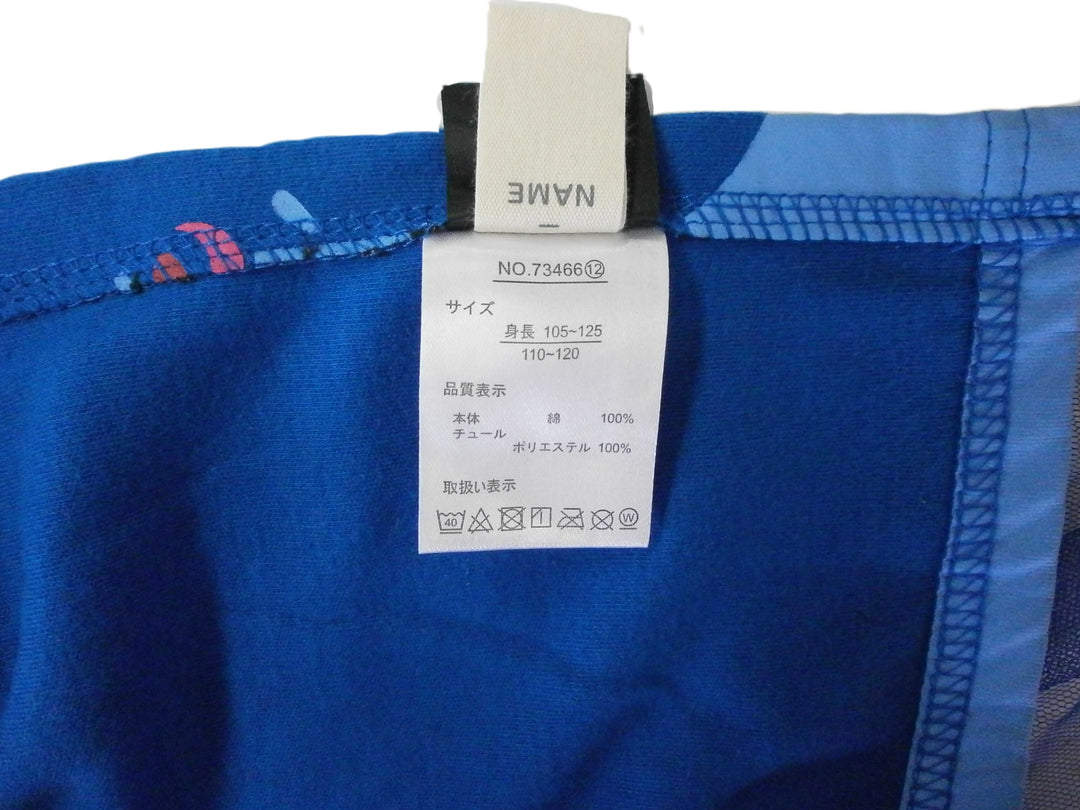 NAME
NO.73466⑫
サイズ
身長 105~125
110~120
品質表示
本体 綿 100%
チュール
ポリエステル 100%
取扱い表示
40 W